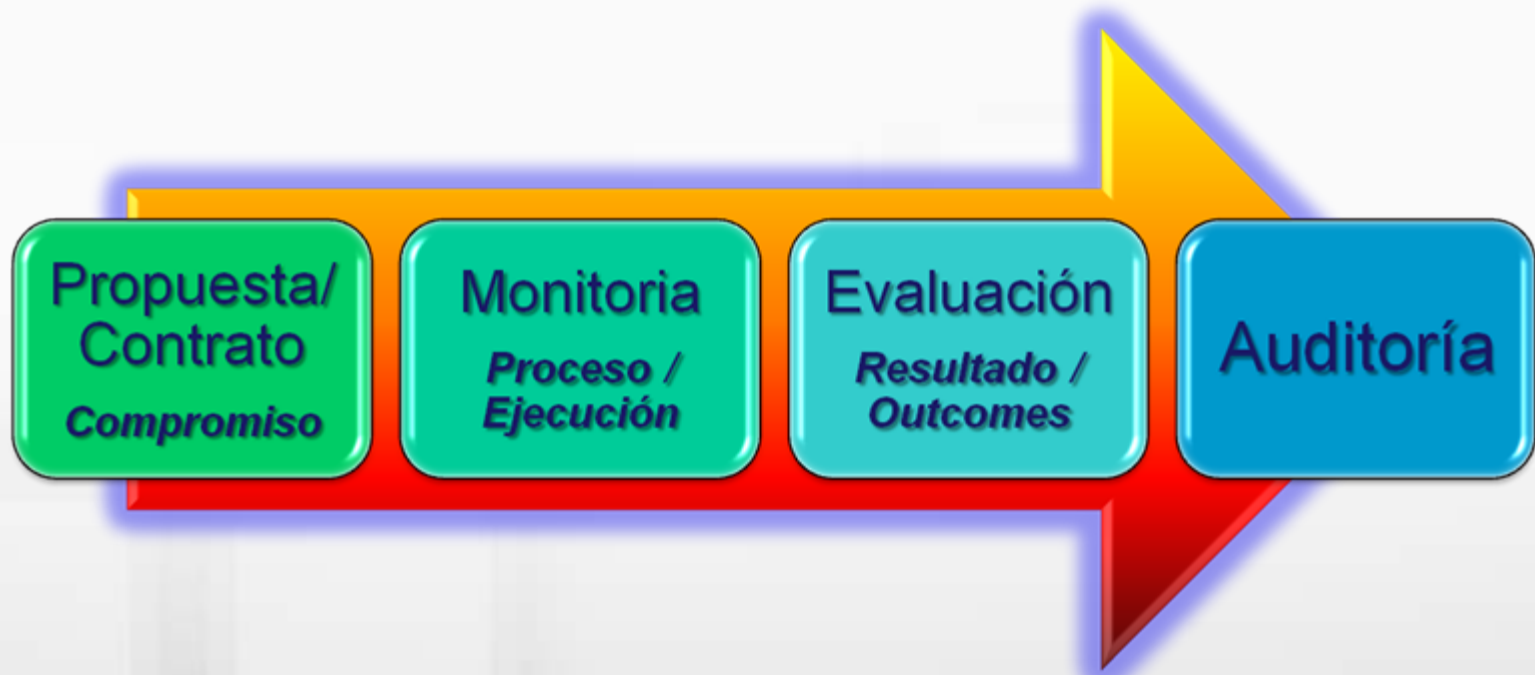 Propuesta/
Contrato
Compromiso
Monitoria
Proceso /
Ejecución
Evaluación
Resultado /
Outcomes
Auditoría